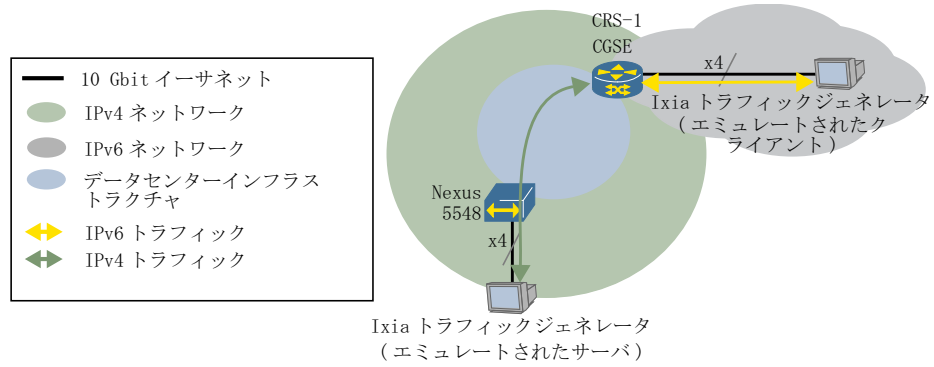 CRS-1
CGSE
x4
Ixia トラフィックジェネレータ
(エミュレートされたク
ライアント)
10 Gbit イーサネット
IPv4 ネットワーク
IPv6 ネットワーク
データセンターインフラス
トラクチャ
IPv6 トラフィック
IPv4 トラフィック
Nexus
5548
x4
Ixia トラフィックジェネレータ
(エミュレートされたサーバ)